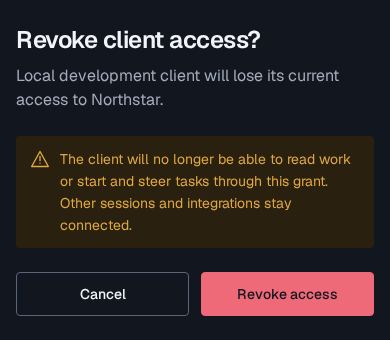 Revoke client access?
Local development client will lose its current
access to Northstar.
The client will no longer be able to read work
or start and steer tasks through this grant.
Other sessions and integrations stay
connected.
Cancel
Revoke access